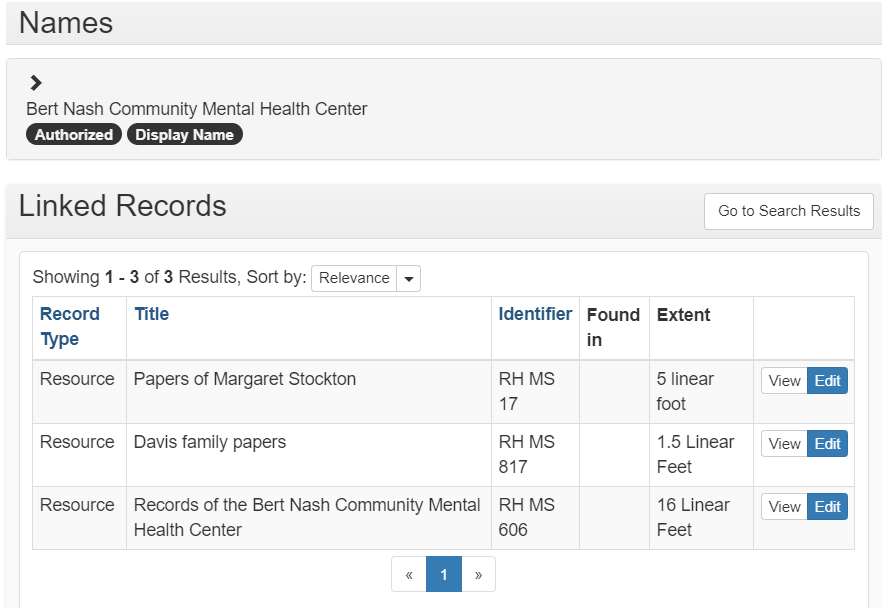 Names
Bert Nash Community Mental Health Center
Authorized Display Name
Linked Records
Go to Search Results
Showing 1 - 3 of 3 Results, Sort by: Relevance
Record Type Title Identifier Found in Extent
Resource Papers of Margaret Stockton RH MS 17 5 linear foot View Edit
Resource Davis family papers RH MS 817 1.5 Linear Feet View Edit
Resource Records of the Bert Nash Community Mental Health Center RH MS 606 16 Linear Feet View Edit
« 1 »